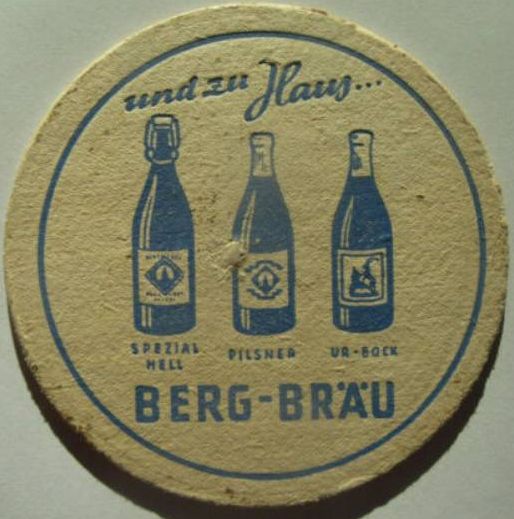 und zu Haus...
SPEZIAL HELL
PILSNER
UR-BOCK
BERG-BRÄU